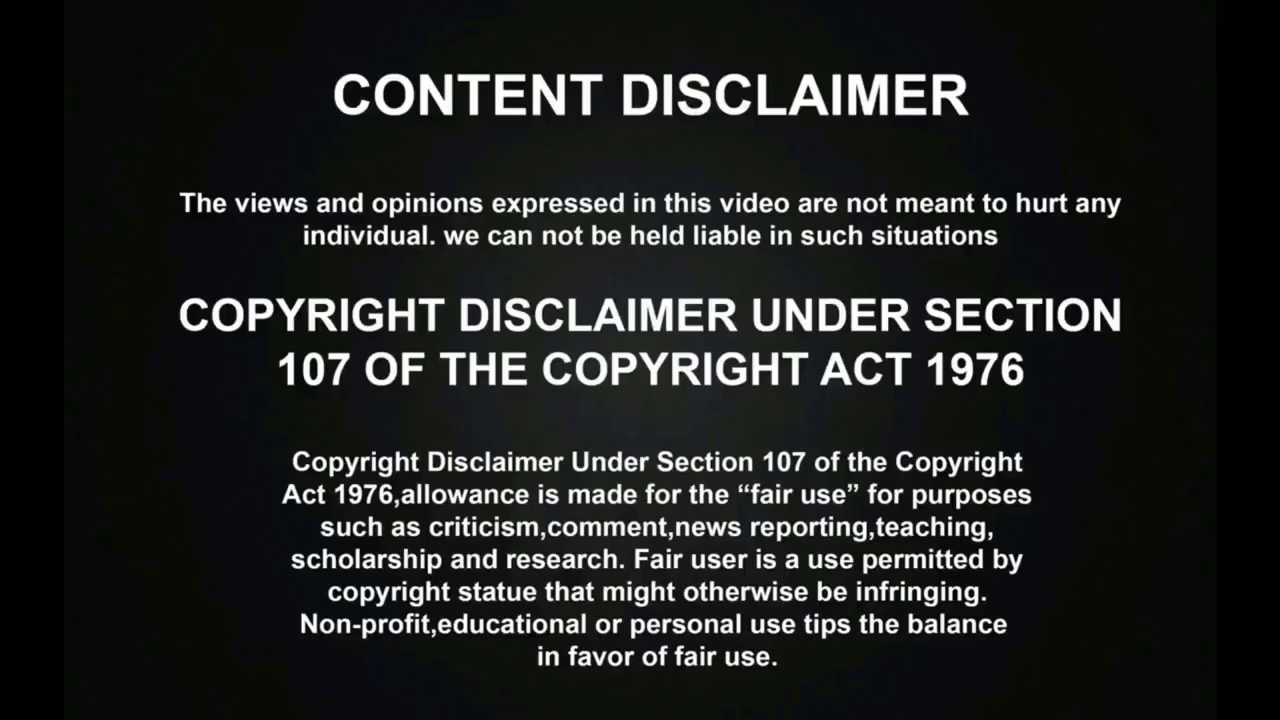 CONTENT DISCLAIMER
The views and opinions expressed in this video are not meant to hurt any
individual. we can not be held liable in such situations
COPYRIGHT DISCLAIMER UNDER SECTION
107 OF THE COPYRIGHT ACT 1976
Copyright Disclaimer Under Section 107 of the Copyright
Act 1976,allowance is made for the “fair use” for purposes
such as criticism,comment,news reporting,teaching,
scholarship and research. Fair user is a use permitted by
copyright statue that might otherwise be infringing.
Non-profit,educational or personal use tips the balance
in favor of fair use.